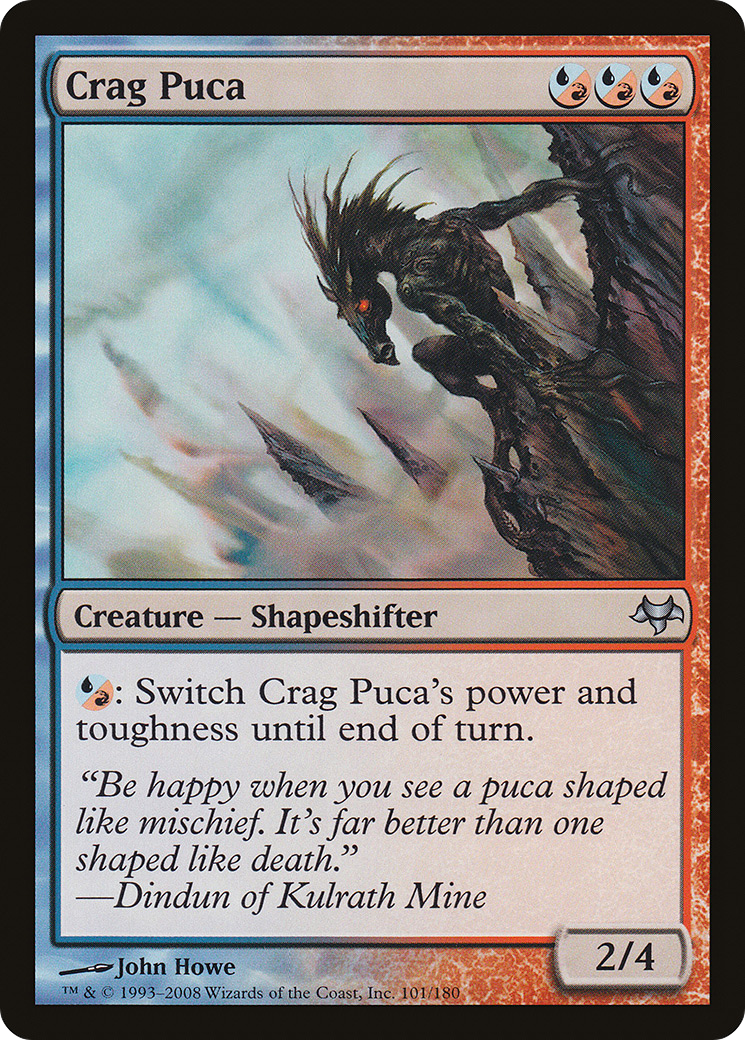 Crag Puca
Creature — Shapeshifter
: Switch Crag Puca's power and
toughness until end of turn.
“Be happy when you see a puca shaped
like mischief. It's far better than one
shaped like death.”
—Dindun of Kulrath Mine
2/4
John Howe
™ & © 1993–2008 Wizards of the Coast, Inc. 101/180